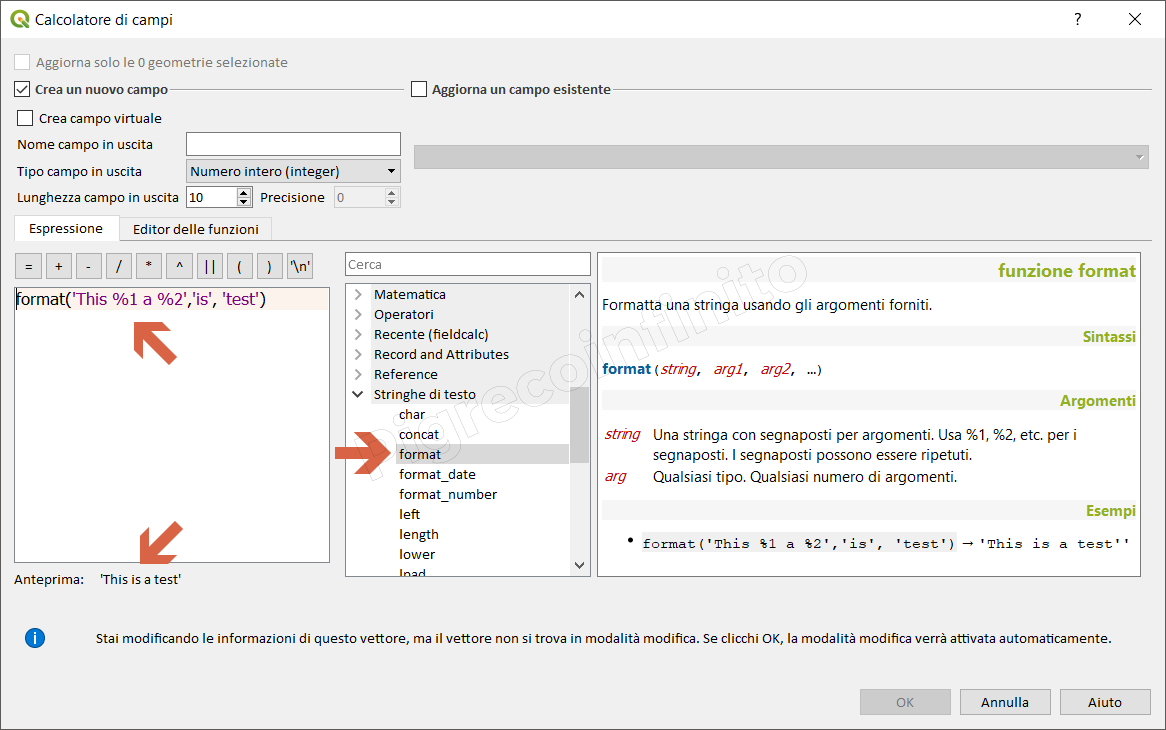 Calcolatore di campi
?
Aggiorna solo le 0 geometrie selezionate
Crea un nuovo campo
Aggiorna un campo esistente
Crea campo virtuale
Nome campo in uscita
Tipo campo in uscita
Numero intero (integer)
Lunghezza campo in uscita 10 Precisione 0
Espressione Editor delle funzioni
= + - / * ^ || ( ) '\n'
format('This %1 a %2','is', 'test')
Anteprima: 'This is a test'
Cerca
Matematica
Operatori
Recente (fieldcalc)
Record and Attributes
Reference
Stringhe di testo
char
concat
format
format_date
format_number
left
length
lower
lpad
funzione format
Formatta una stringa usando gli argomenti forniti.
Sintassi
format(string, arg1, arg2, …)
Argomenti
string Una stringa con segnaposti per argomenti. Usa %1, %2, etc. per i
segnaposti. I segnaposti possono essere ripetuti.
arg Qualsiasi tipo. Qualsiasi numero di argomenti.
Esempi
• format('This %1 a %2','is', 'test') → 'This is a test''
pigrecoinfinito
i
Stai modificando le informazioni di questo vettore, ma il vettore non si trova in modalità modifica. Se clicchi OK, la modalità modifica verrà attivata automaticamente.
OK Annulla Aiuto